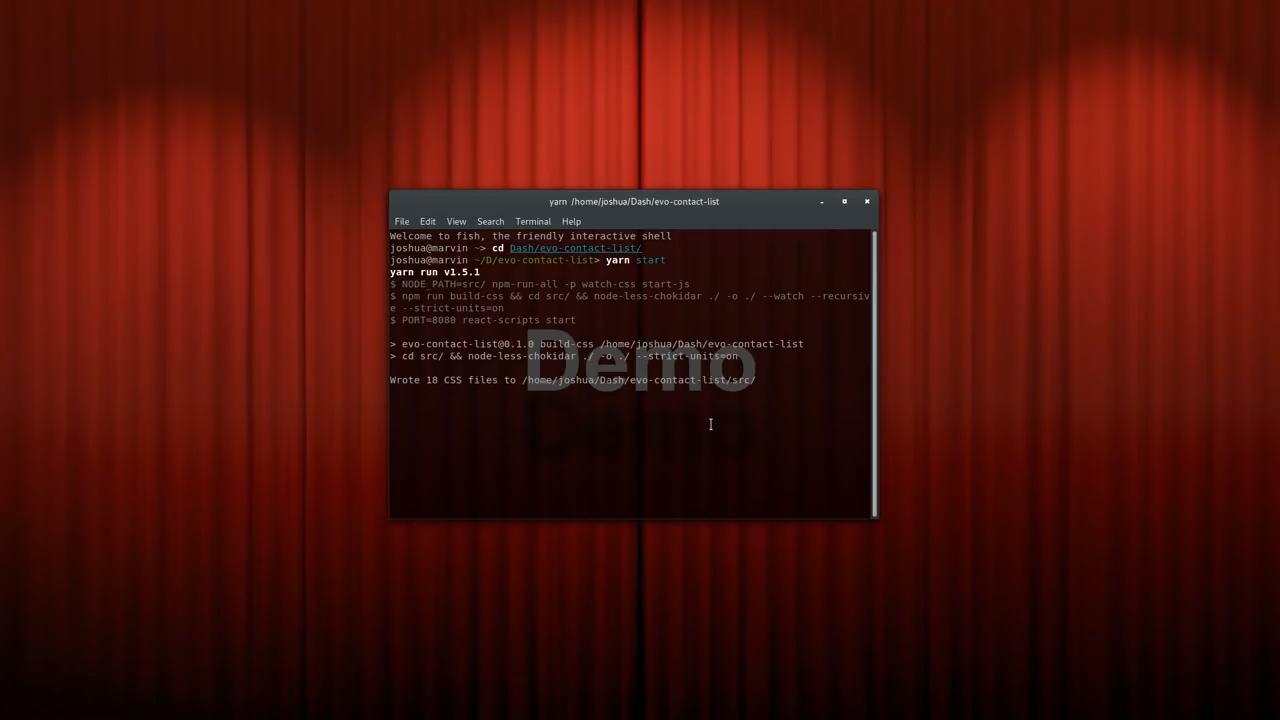 yarn /home/joshua/Dash/evo-contact-list
File Edit View Search Terminal Help
Welcome to fish, the friendly interactive shell
joshua@marvin ~> cd Dash/evo-contact-list/
joshua@marvin ~/D/evo-contact-list> yarn start
yarn run v1.5.1
$ NODE_PATH=src/ npm-run-all -p watch-css start-js
$ npm run build-css && cd src/ && node-less-chokidar ./ -o ./ --watch --recursiv
e --strict-units=on
$ PORT=8080 react-scripts start
> evo-contact-list@0.1.0 build-css /home/joshua/Dash/evo-contact-list
> cd src/ && node-less-chokidar ./ -o ./ --strict-units=on
Demo
Wrote 18 CSS files to /home/joshua/Dash/evo-contact-list/src/